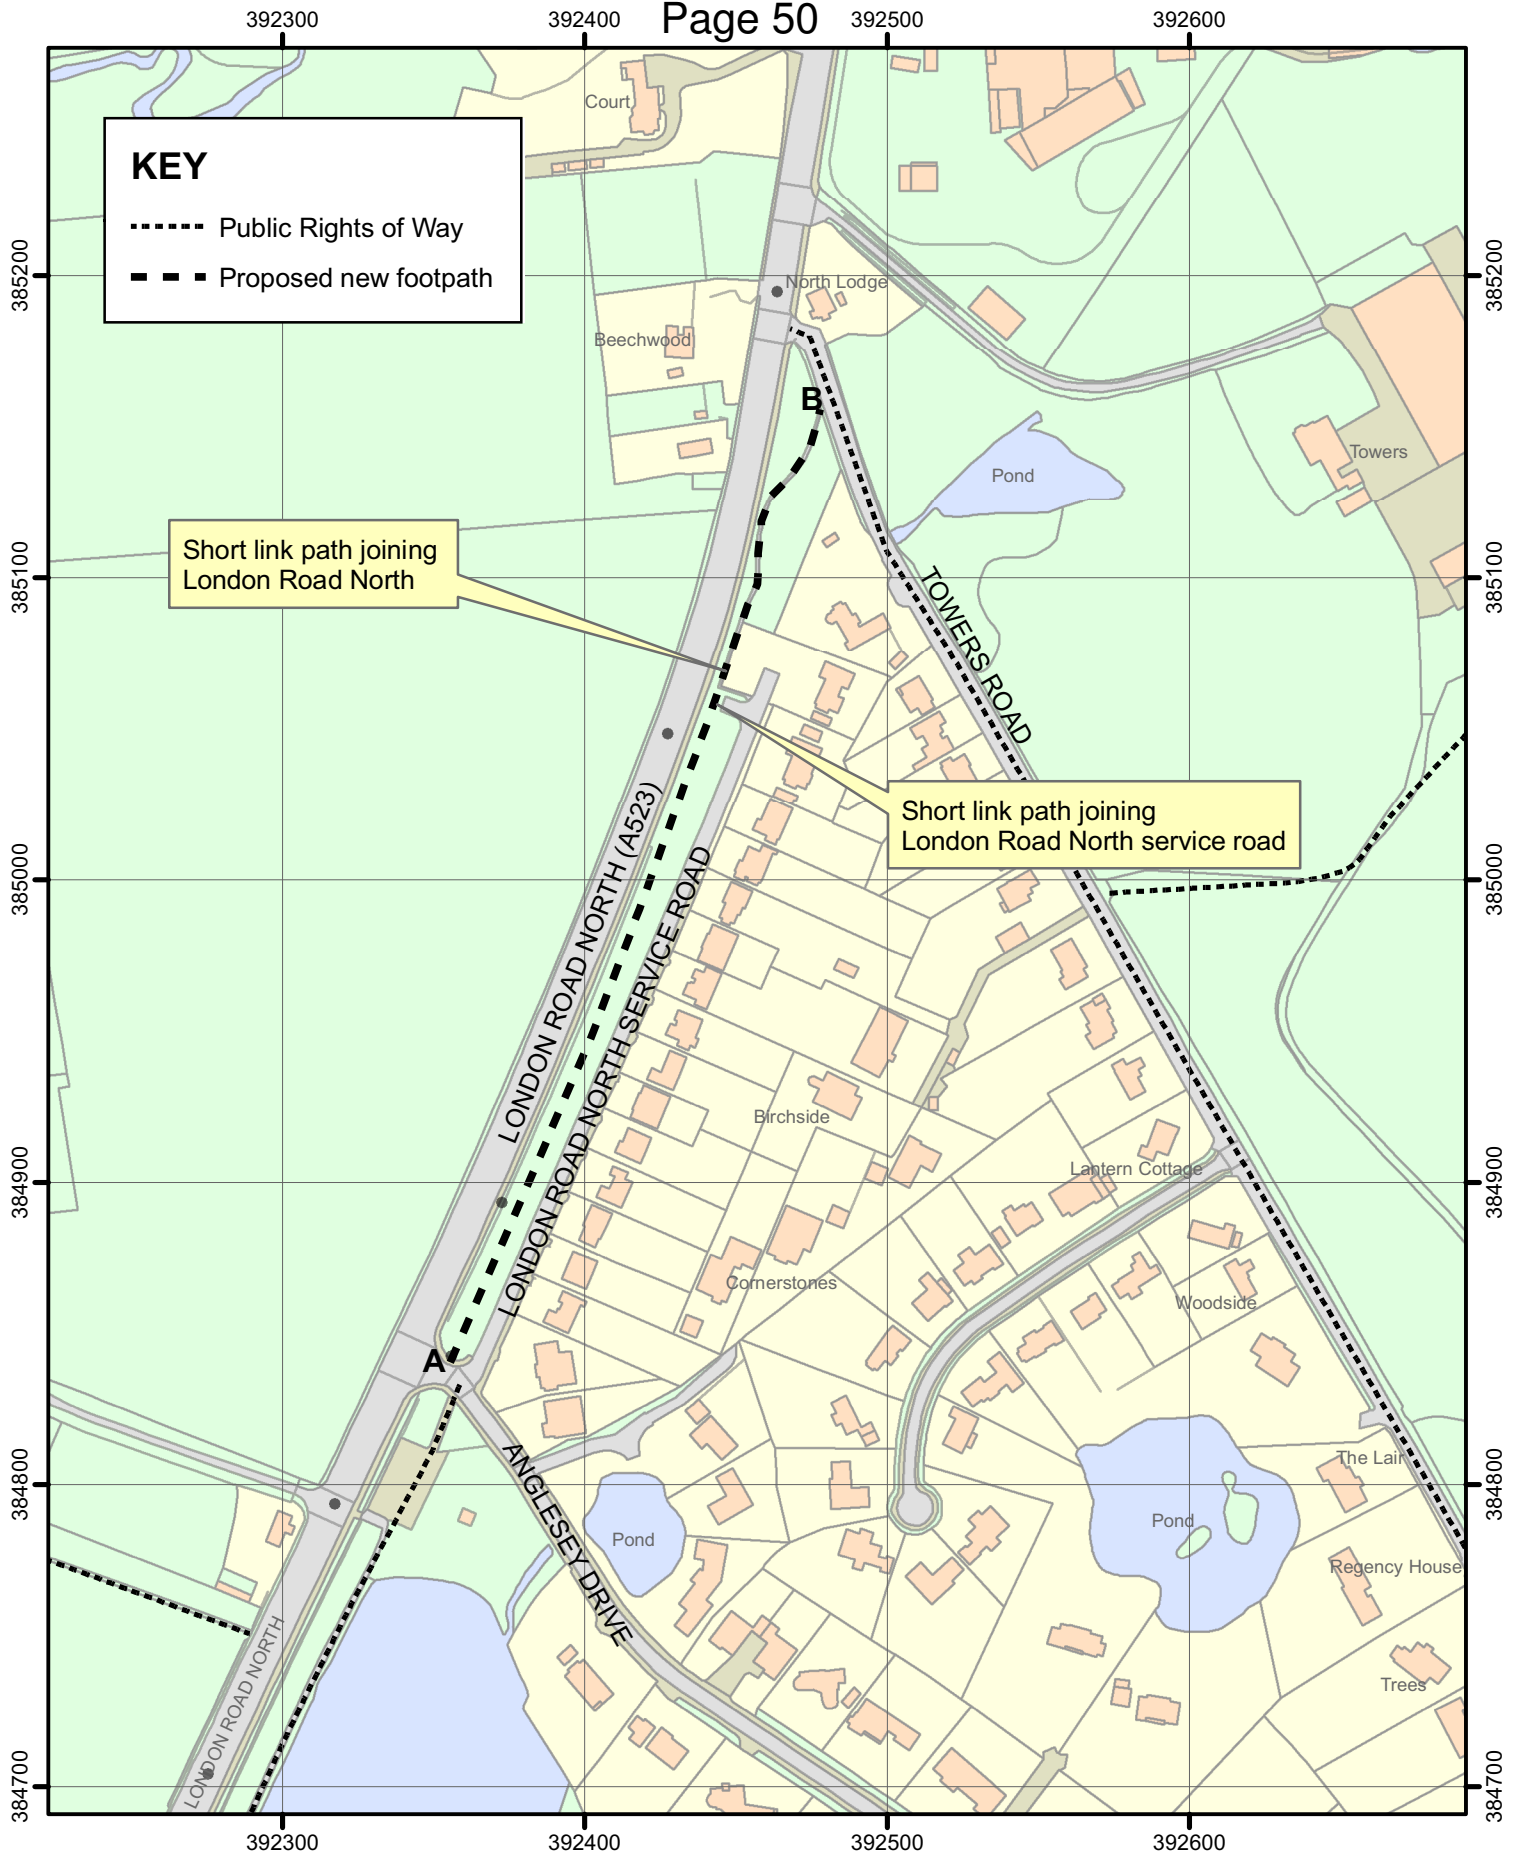 Page 50
392300
392400
392500
392600
Court
KEY
Public Rights of Way
Proposed new footpath
385200
385200
North Lodge
Beechwood
B
Towers
Pond
Short link path joining
London Road North
385100
385100
TOWERS ROAD
Short link path joining
London Road North service road
LONDON ROAD NORTH (A523)
LONDON ROAD NORTH SERVICE ROAD
385000
385000
Birchside
Lantern Cottage
384900
384900
Cornerstones
Woodside
A
ANGLESEY DRIVE
The Lair
384800
384800
Pond
Pond
Regency House
LONDON ROAD NORTH
Trees
384700
384700
392300
392400
392500
392600